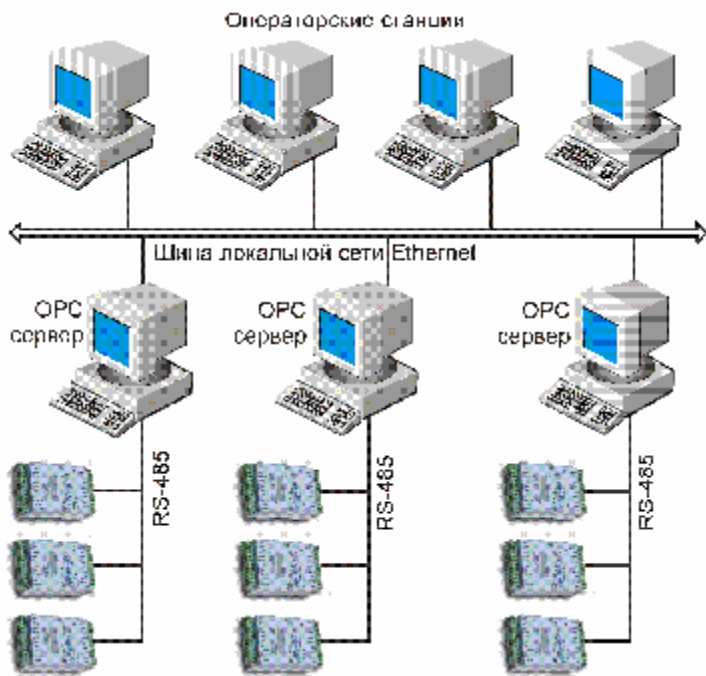 Операторские станции
Шина локальной сети Ethernet
OPC
сервер
OPC
сервер
OPC
сервер
RS-485
RS-485
RS-485